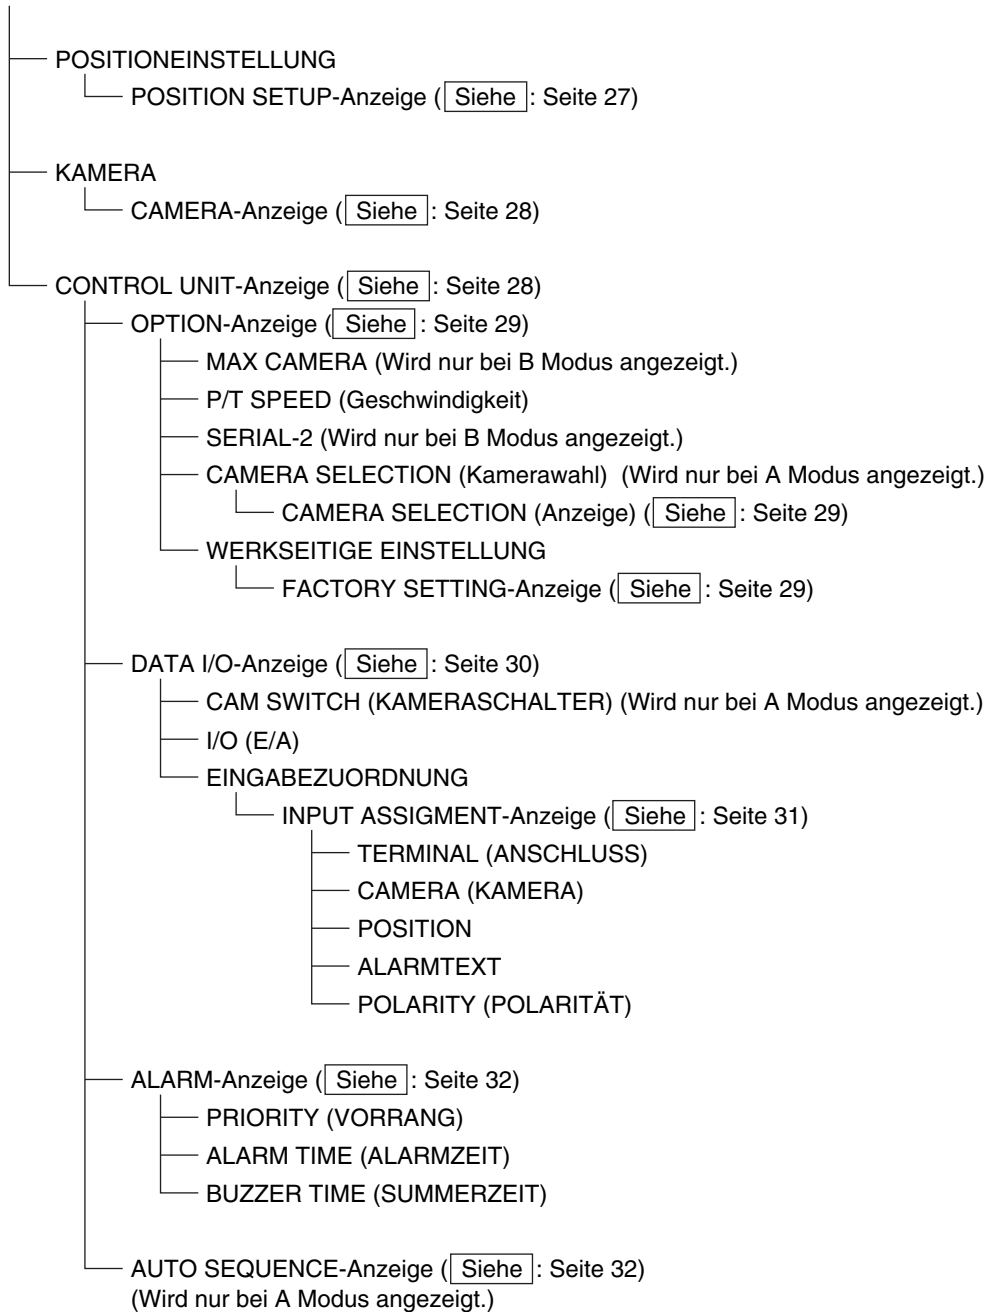 POSITIONEINSTELLUNG
POSITION SETUP-Anzeige ( Siehe : Seite 27)
KAMERA
CAMERA-Anzeige ( Siehe : Seite 28)
CONTROL UNIT-Anzeige ( Siehe : Seite 28)
OPTION-Anzeige ( Siehe : Seite 29)
MAX CAMERA (Wird nur bei B Modus angezeigt.)
P/T SPEED (Geschwindigkeit)
SERIAL-2 (Wird nur bei B Modus angezeigt.)
CAMERA SELECTION (Kamerawahl) (Wird nur bei A Modus angezeigt.)
CAMERA SELECTION (Anzeige) ( Siehe : Seite 29)
WERKSEITIGE EINSTELLUNG
FACTORY SETTING-Anzeige ( Siehe : Seite 29)
DATA I/O-Anzeige ( Siehe : Seite 30)
CAM SWITCH (KAMERASCHALTER) (Wird nur bei A Modus angezeigt.)
I/O (E/A)
EINGABEZUORDNUNG
INPUT ASSIGMENT-Anzeige ( Siehe : Seite 31)
TERMINAL (ANSCHLUSS)
CAMERA (KAMERA)
POSITION
ALARMTEXT
POLARITY (POLARITÄT)
ALARM-Anzeige ( Siehe : Seite 32)
PRIORITY (VORRANG)
ALARM TIME (ALARMZEIT)
BUZZER TIME (SUMMERZEIT)
AUTO SEQUENCE-Anzeige ( Siehe : Seite 32)
(Wird nur bei A Modus angezeigt.)